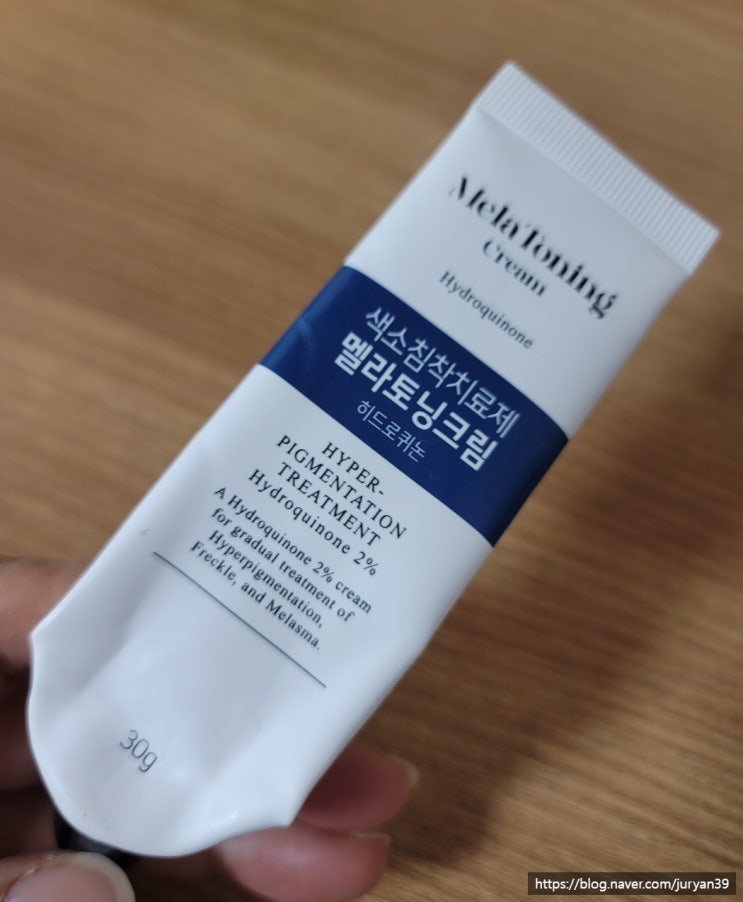 MelaToning
Cream
Hydroquinone
색소침착치료제
멜라토닝크림
히드로퀴논
HYPER-
PIGMENTATION
TREATMENT
Hydroquinone 2%
A Hydroquinone 2% cream
for gradual treatment of
Hyperpigmentation,
Freckle, and Melasma.
30g
https://blog.naver.com/juryan39